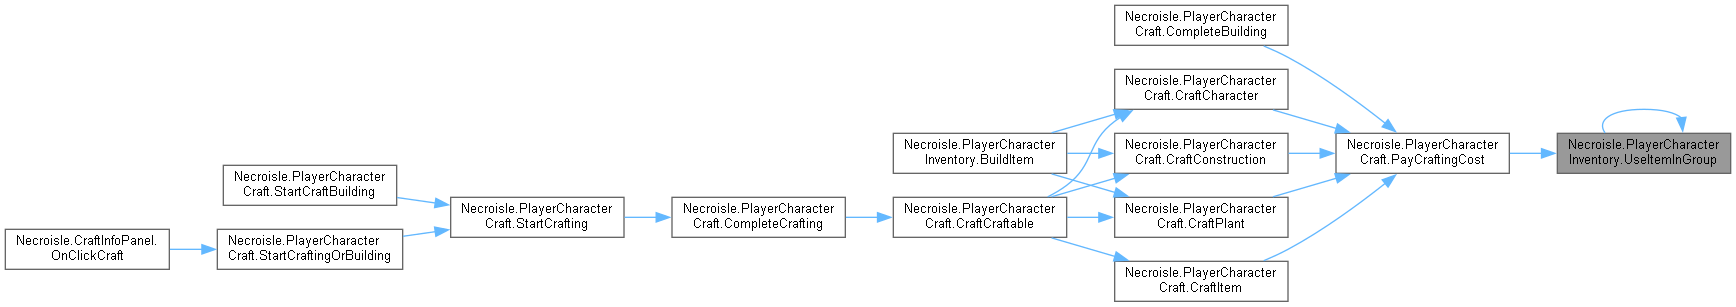 Necroisle.PlayerCharacter
Craft.CompleteBuilding
Necroisle.PlayerCharacter
Craft.CraftCharacter
Necroisle.PlayerCharacter
Inventory.BuildItem
Necroisle.PlayerCharacter
Craft.CraftConstruction
Necroisle.PlayerCharacter
Craft.PayCraftingCost
Necroisle.PlayerCharacter
Inventory.UseItemInGroup
Necroisle.PlayerCharacter
Craft.StartCraftBuilding
Necroisle.PlayerCharacter
Craft.StartCrafting
Necroisle.PlayerCharacter
Craft.CompleteCrafting
Necroisle.PlayerCharacter
Craft.CraftCraftable
Necroisle.PlayerCharacter
Craft.CraftPlant
Necroisle.CraftInfoPanel.
OnClickCraft
Necroisle.PlayerCharacter
Craft.StartCraftingOrBuilding
Necroisle.PlayerCharacter
Craft.CraftItem